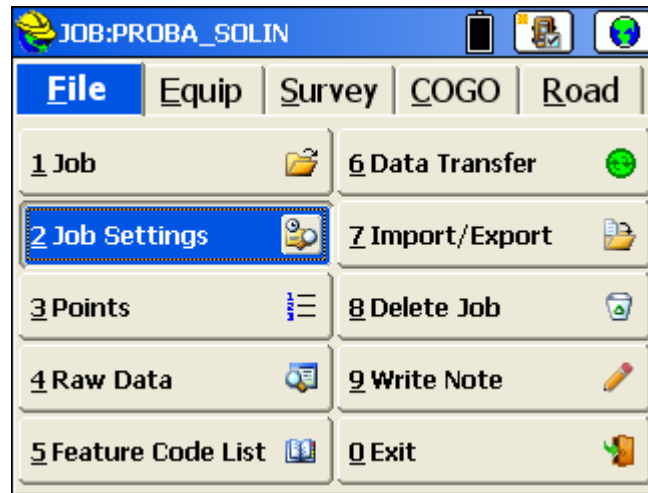 JOB:PROBA_SOLIN
File Equip Survey COGO Road
1 Job
6 Data Transfer
2 Job Settings
7 Import/Export
3 Points
8 Delete Job
4 Raw Data
9 Write Note
5 Feature Code List
0 Exit